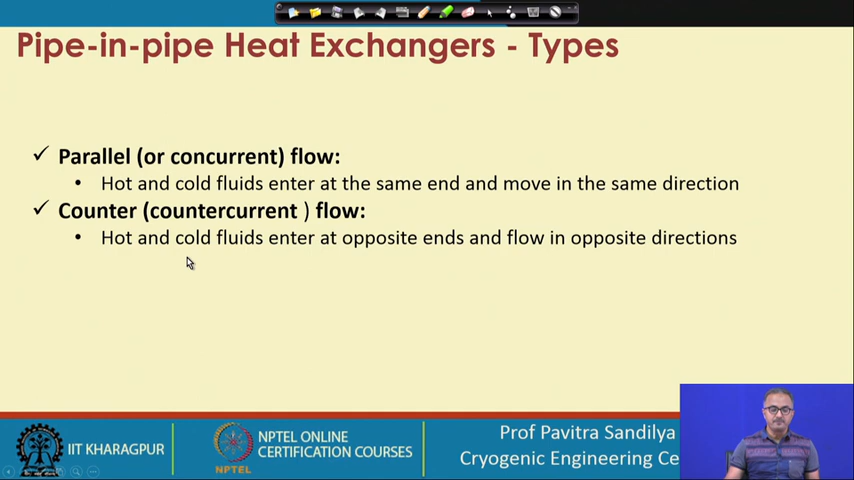 Pipe-in-pipe Heat Exchangers - Types
✓ Parallel (or concurrent) flow:
• Hot and cold fluids enter at the same end and move in the same direction
✓ Counter (countercurrent ) flow:
• Hot and cold fluids enter at opposite ends and flow in opposite directions
IIT KHARAGPUR
NPTEL
NPTEL ONLINE
CERTIFICATION COURSES
Prof Pavitra Sandilya
Cryogenic Engineering Ce